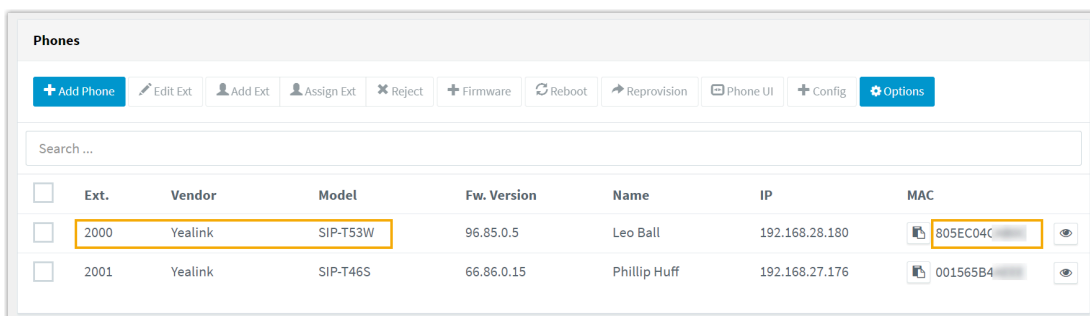 Phones
Add Phone Edit Ext Add Ext Assign Ext Reject Firmware Reboot Reprovision Phone UI Config Options
Search ...
Ext. Vendor Model Fw. Version Name IP MAC
2000 Yealink SIP-T53W 96.85.0.5 Leo Ball 192.168.28.180 805EC04C
2001 Yealink SIP-T46S 66.86.0.15 Phillip Huff 192.168.27.176 001565B4